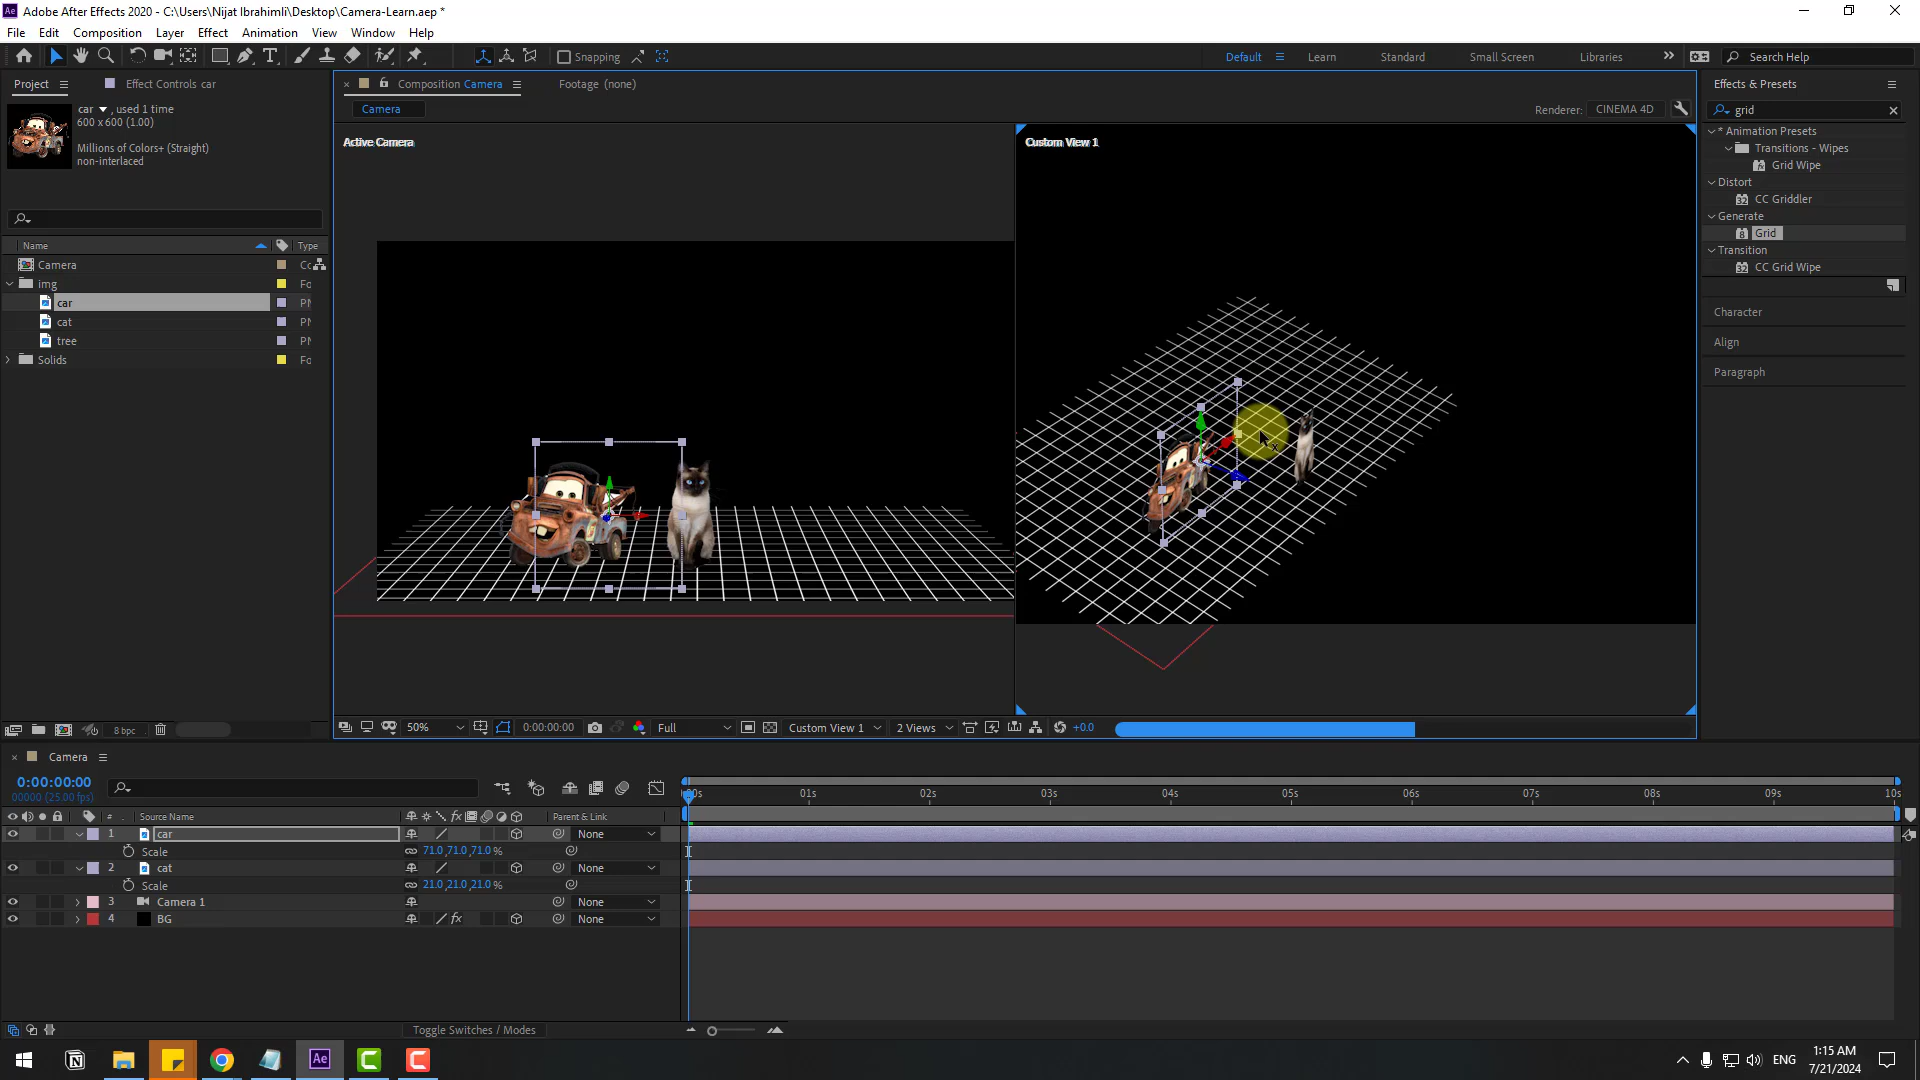 Adobe After Effects 2020 - C:\Users\Nijat Ibrahimli\Desktop\Camera-Learn.aep *
File Edit Composition Layer Effect Animation View Window Help
Snapping
Default Learn Standard Small Screen Libraries
Search Help
Project Effect Controls car
car , used 1 time
600 x 600 (1.00)
Millions of Colors+ (Straight)
non-interlaced
Name Type
Camera
img Fo
car
cat
tree
Solids Fo
8 bpc
Composition Camera
Footage (none)
Camera
Renderer: CINEMA 4D
Active Camera
Custom View 1
50% 0:00:00:00 Full Custom View 1 2 Views +0.0
Effects & Presets
grid
* Animation Presets
Transitions - Wipes
Grid Wipe
Distort
CC Griddler
Generate
Grid
Transition
CC Grid Wipe
Character
Align
Paragraph
Camera
0:00:00:00
00000 (25.00 fps)
# Source Name Parent & Link
01s 02s 03s 04s 05s 06s 07s 08s 09s 10s
1 car None
Scale 71.0,71.0,71.0 %
2 cat None
Scale 21.0,21.0,21.0 %
3 Camera 1 None
4 BG None
Toggle Switches / Modes
ENG
1:15 AM
7/21/2024